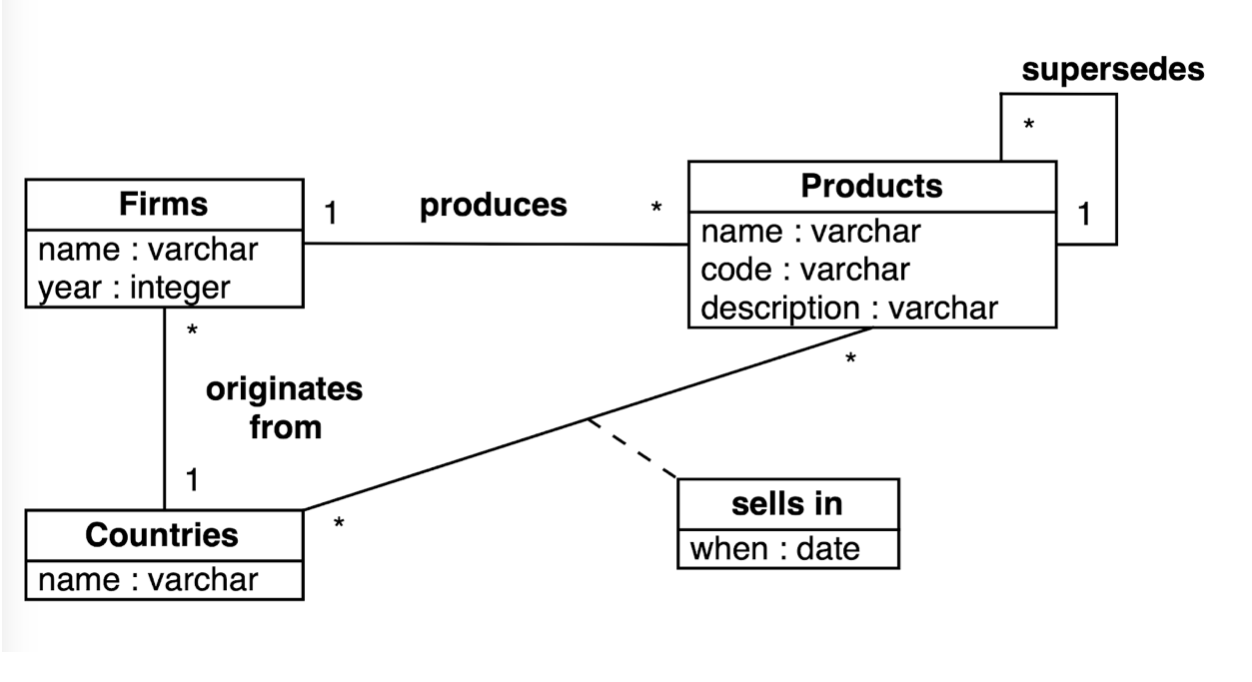 supersedes
*
1
Firms
name : varchar
year : integer
1
produces
*
Products
name : varchar
code : varchar
description : varchar
*
originates
from
1
*
Countries
name : varchar
*
sells in
when : date